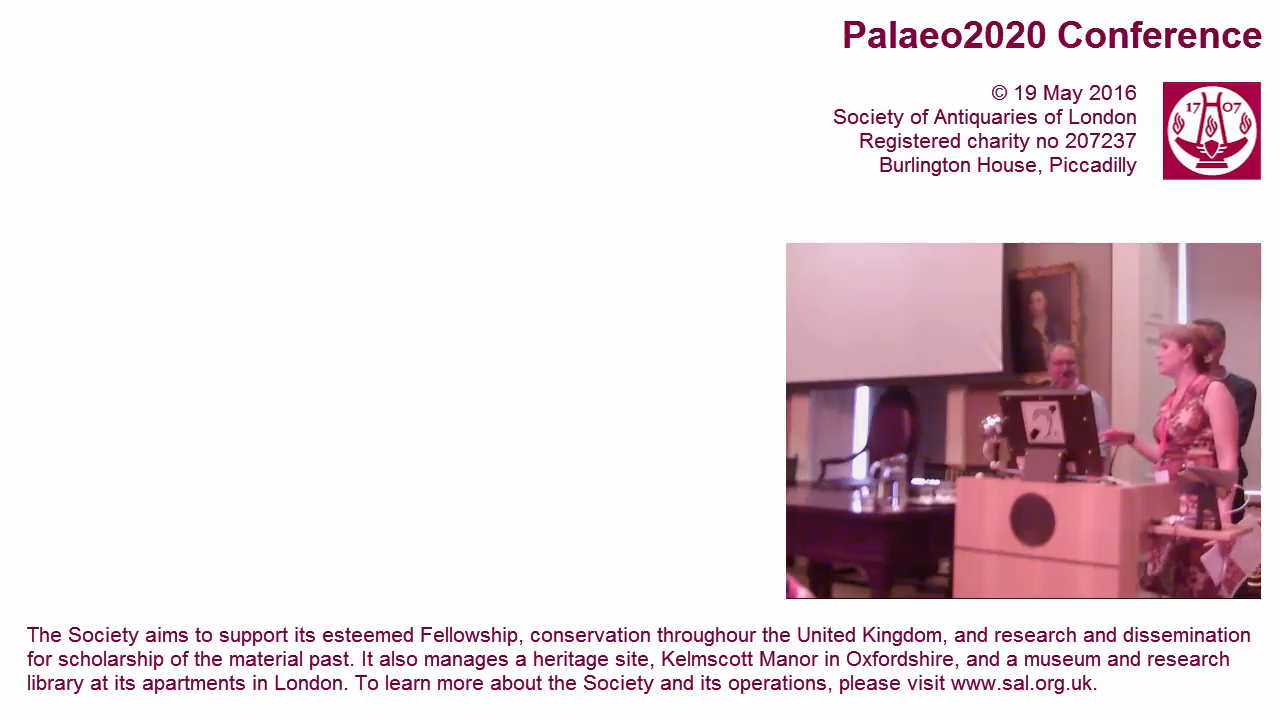 Palaeo2020 Conference
© 19 May 2016
Society of Antiquaries of London
Registered charity no 207237
Burlington House, Piccadilly
17 07
The Society aims to support its esteemed Fellowship, conservation throughour the United Kingdom, and research and dissemination
for scholarship of the material past. It also manages a heritage site, Kelmscott Manor in Oxfordshire, and a museum and research
library at its apartments in London. To learn more about the Society and its operations, please visit www.sal.org.uk.